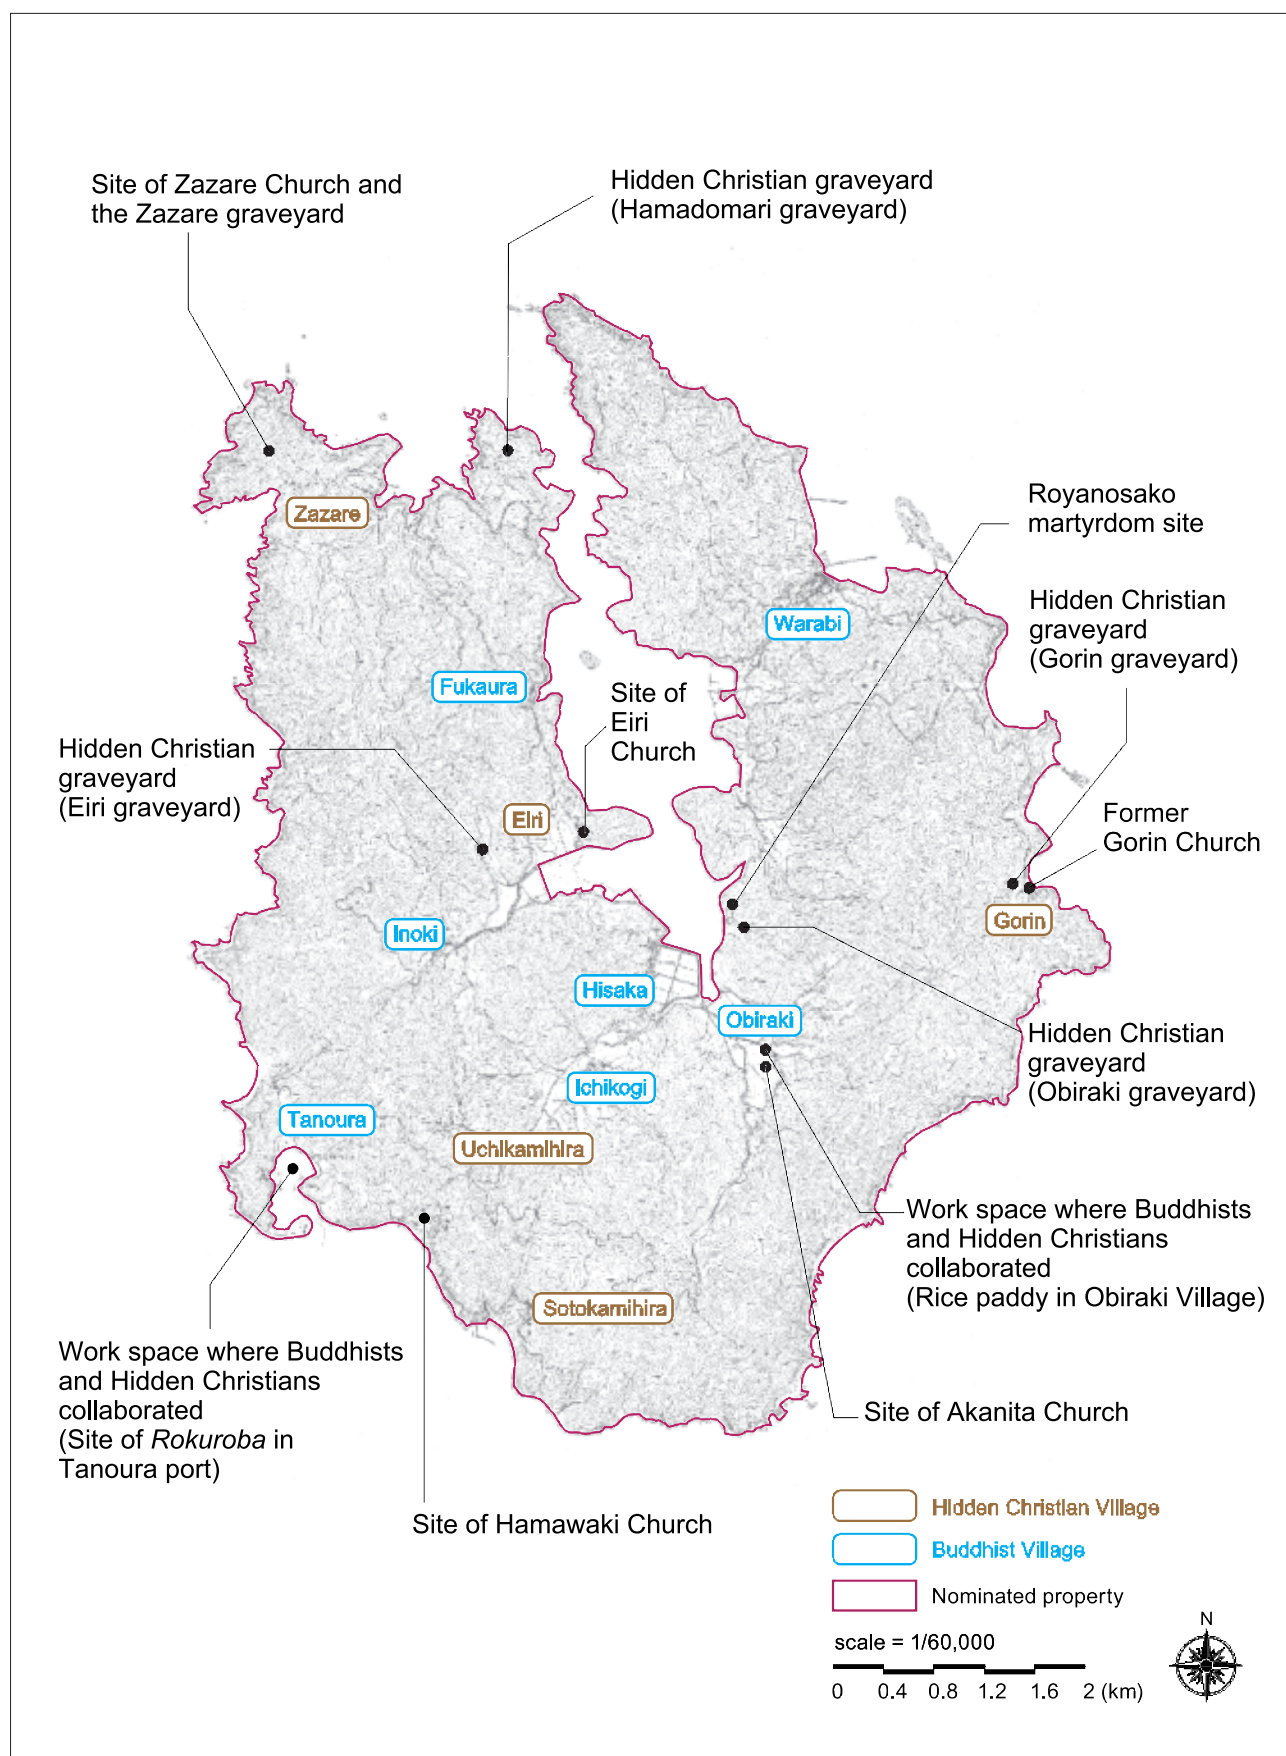 Site of Zazare Church and
the Zazare graveyard
Hidden Christian graveyard
(Hamadomari graveyard)
Royanosako
martyrdom site
Zazare
Hidden Christian
graveyard
(Gorin graveyard)
Warabi
Fukaura
Site of
Eiri
Church
Hidden Christian
graveyard
(Eiri graveyard)
Eiri
Former
Gorin Church
Gorin
Inoki
Hisaka
Obiraki
Hidden Christian
graveyard
(Obiraki graveyard)
Ichikogi
Tanoura
Uchikamihira
Work space where Buddhists
and Hidden Christians
collaborated
(Rice paddy in Obiraki Village)
Sotokamihira
Work space where Buddhists
and Hidden Christians
collaborated
(Site of Rokuroba in
Tanoura port)
Site of Akanita Church
Site of Hamawaki Church
Hidden Christian Village
Buddhist Village
Nominated property
N
scale = 1/60,000
0 0.4 0.8 1.2 1.6 2 (km)